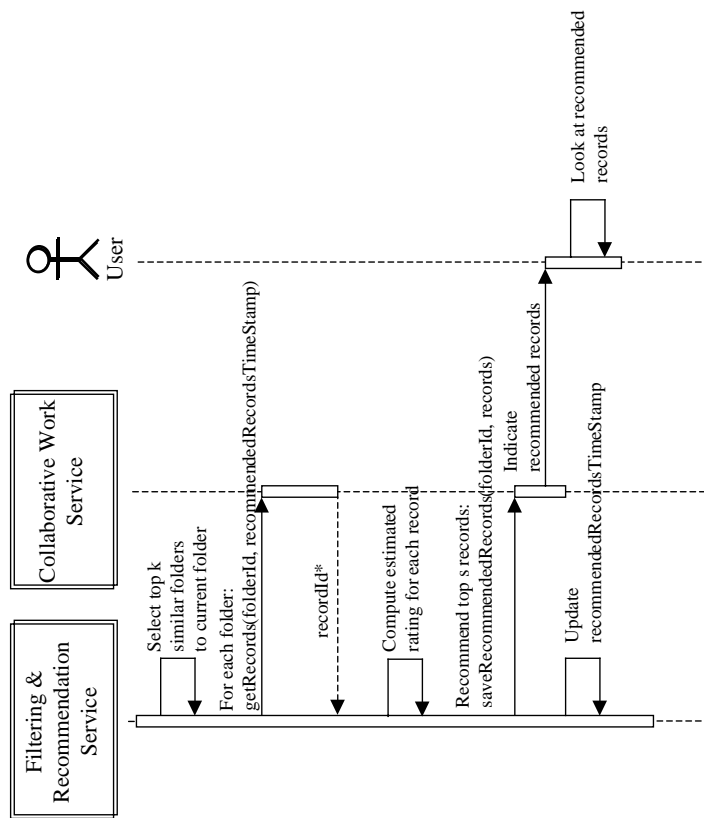 Filtering &
Recommendation
Service
Collaborative Work
Service
User
Select top k
similar folders
to current folder
For each folder:
getRecords(folderId, recommendedRecordsTimeStamp)
recordId*
Compute estimated
rating for each record
Recommend top s records:
saveRecommendedRecords(folderId, records)
Indicate
recommended records
Look at recommended
records
Update
recommendedRecordsTimeStamp